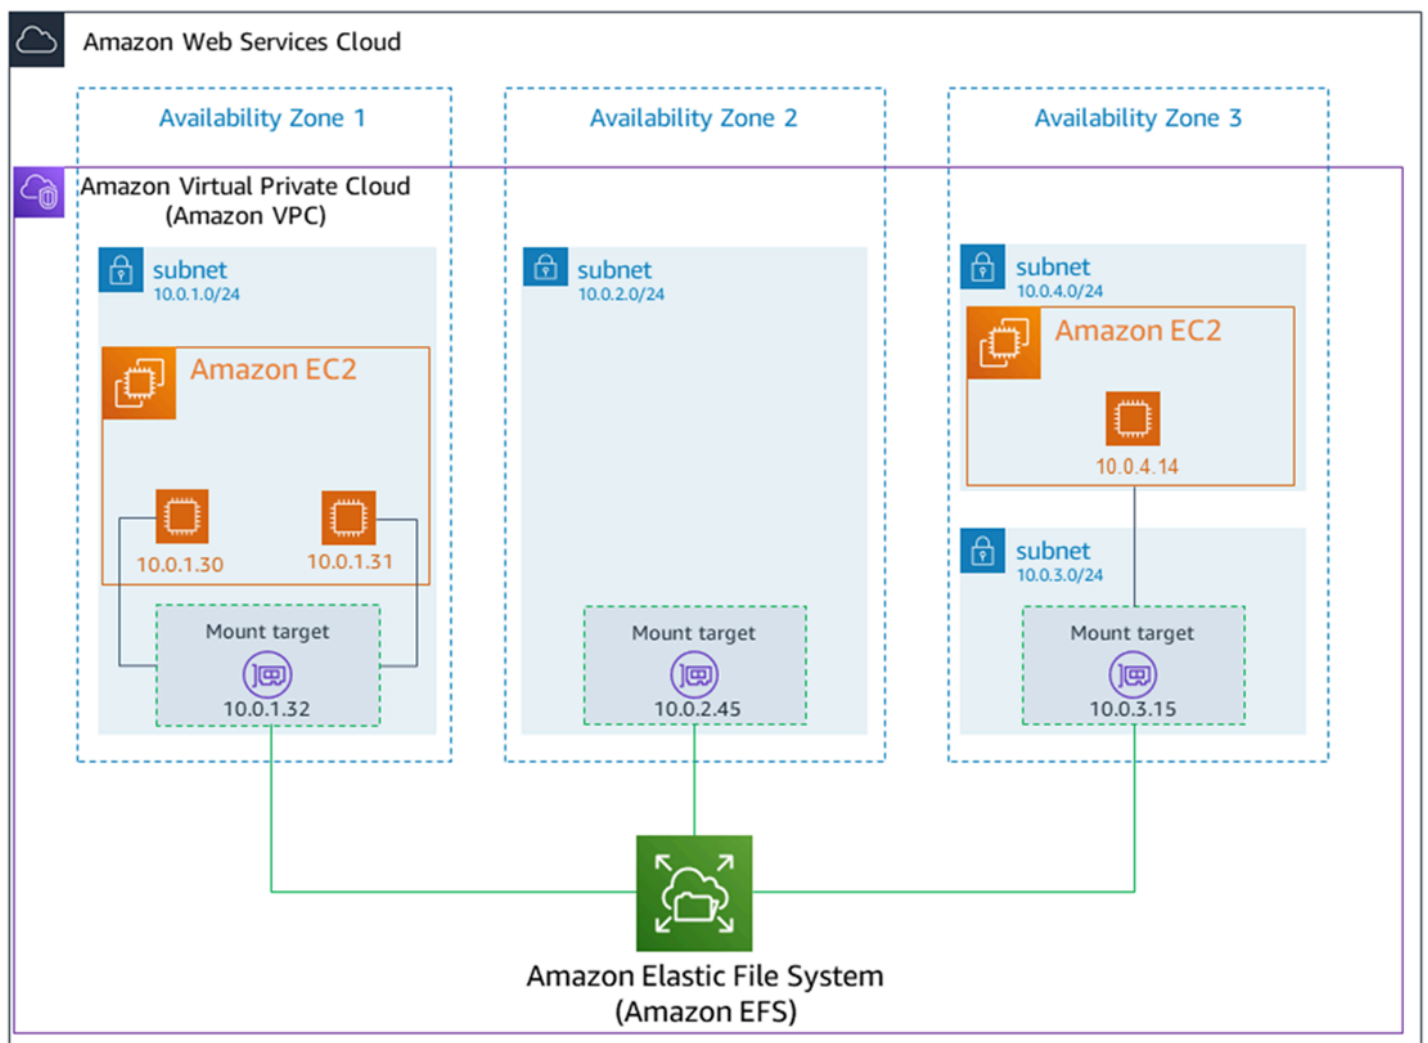 Amazon Web Services Cloud
Availability Zone 1
Availability Zone 2
Availability Zone 3
Amazon Virtual Private Cloud
(Amazon VPC)
subnet
10.0.1.0/24
Amazon EC2
10.0.1.30
10.0.1.31
Mount target
10.0.1.32
subnet
10.0.2.0/24
Mount target
10.0.2.45
subnet
10.0.4.0/24
Amazon EC2
10.0.4.14
subnet
10.0.3.0/24
Mount target
10.0.3.15
Amazon Elastic File System
(Amazon EFS)